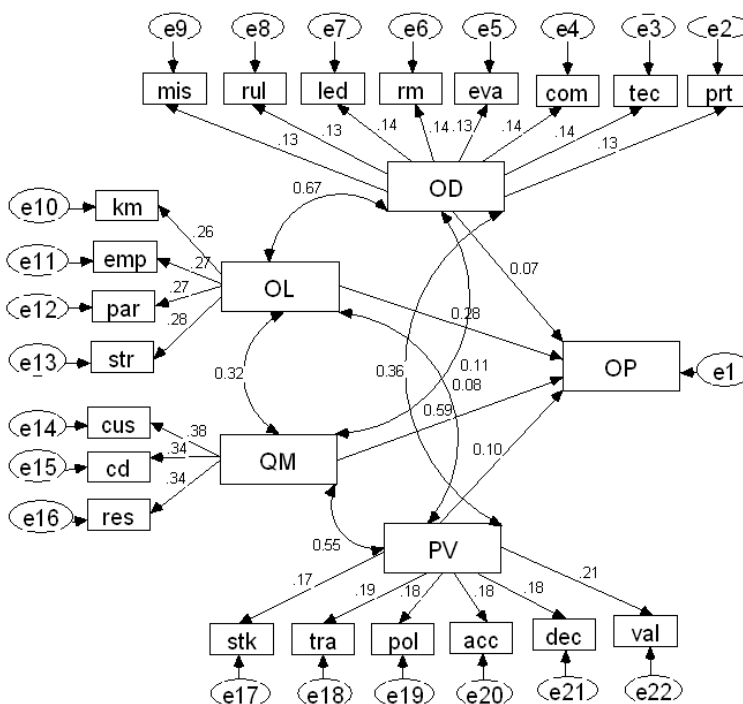 e9 e8 e7 e6 e5 e4 e3 e2
mis rul led rm eva com tec prt
.13 .13 .14 .14 .13 .14 .14 .13
OD
0.67
e10 km
.26
0.07
e11 emp
.27
OL
e12 par
.27
0.28
e13 str
.28
OP e1
0.32 0.36 0.11
0.08
0.59
e14 cus
.38
QM
e15 cd
.34
0.10
e16 res
.34
0.55
PV
.17 .19 .18 .18 .18 .21
stk tra pol acc dec val
e17 e18 e19 e20 e21 e22